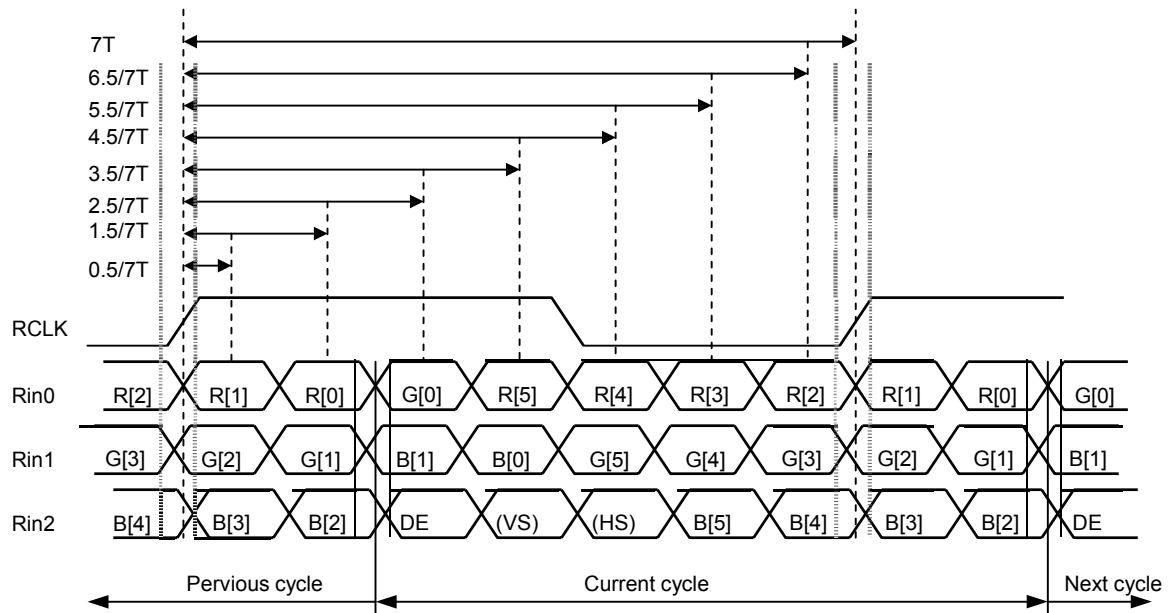 7T
6.5/7T
5.5/7T
4.5/7T
3.5/7T
2.5/7T
1.5/7T
0.5/7T
RCLK
Rin0 R[2] R[1] R[0] G[0] R[5] R[4] R[3] R[2] R[1] R[0] G[0]
Rin1 G[3] G[2] G[1] B[1] B[0] G[5] G[4] G[3] G[2] G[1] B[1]
Rin2 B[4] B[3] B[2] DE (VS) (HS) B[5] B[4] B[3] B[2] DE
Pervious cycle Current cycle Next cycle